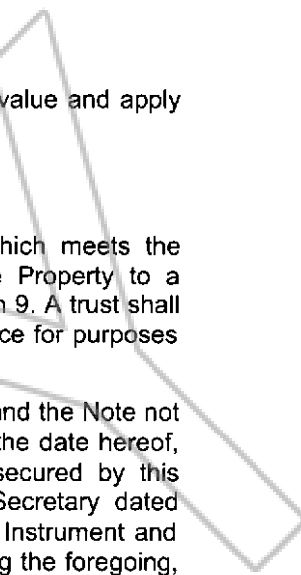 value and apply
which meets the
Property to a
n 9. A trust shall
ce for purposes
and the Note not
the date hereof,
secured by this
Secretary dated
Instrument and
g the foregoing,